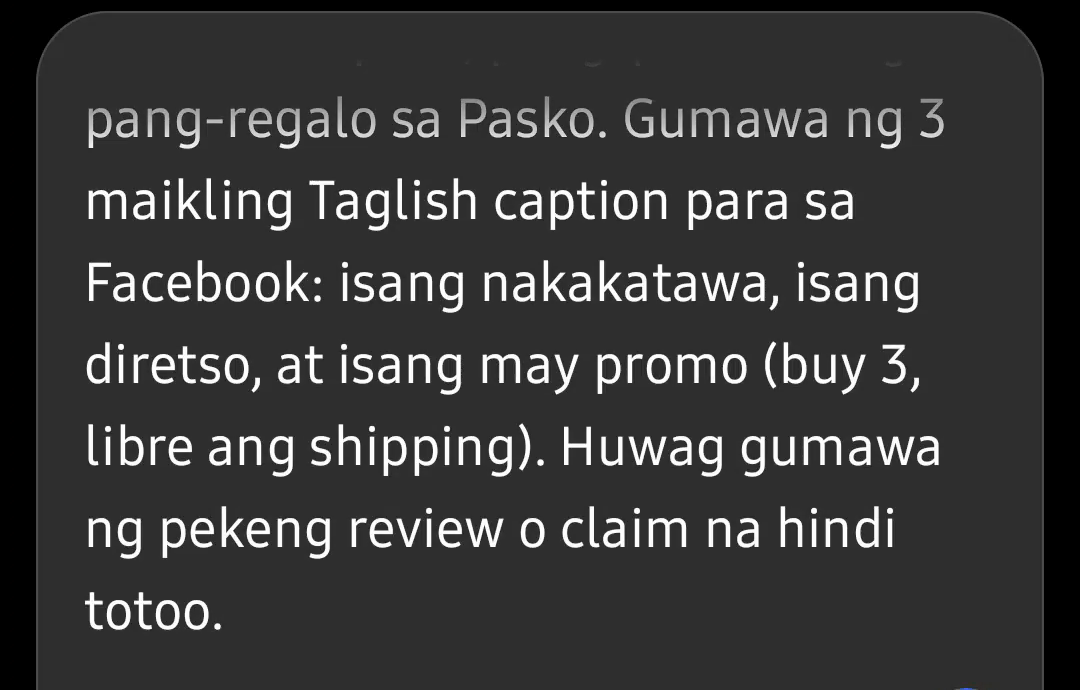 pang-regalo sa Pasko. Gumawa ng 3
maikling Taglish caption para sa
Facebook: isang nakakatawa, isang
diretso, at isang may promo (buy 3,
libre ang shipping). Huwag gumawa
ng pekeng review o claim na hindi
totoo.